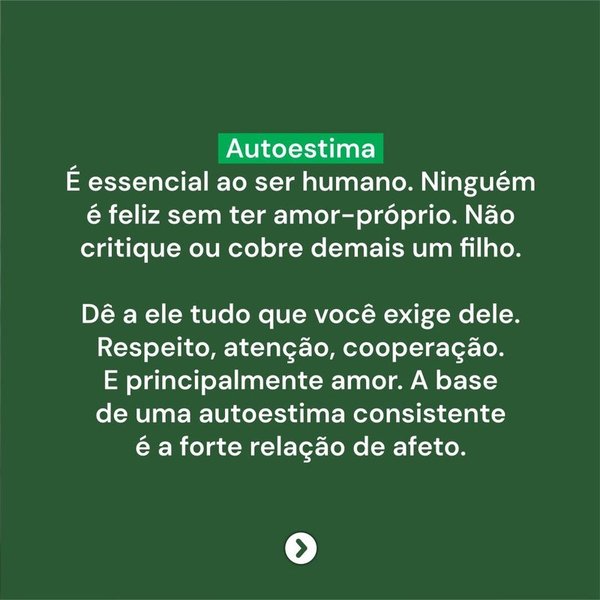 Autoestima
É essencial ao ser humano. Ninguém
é feliz sem ter amor-próprio. Não
critique ou cobre demais um filho.
Dê a ele tudo que você exige dele.
Respeito, atenção, cooperação.
E principalmente amor. A base
de uma autoestima consistente
é a forte relação de afeto.